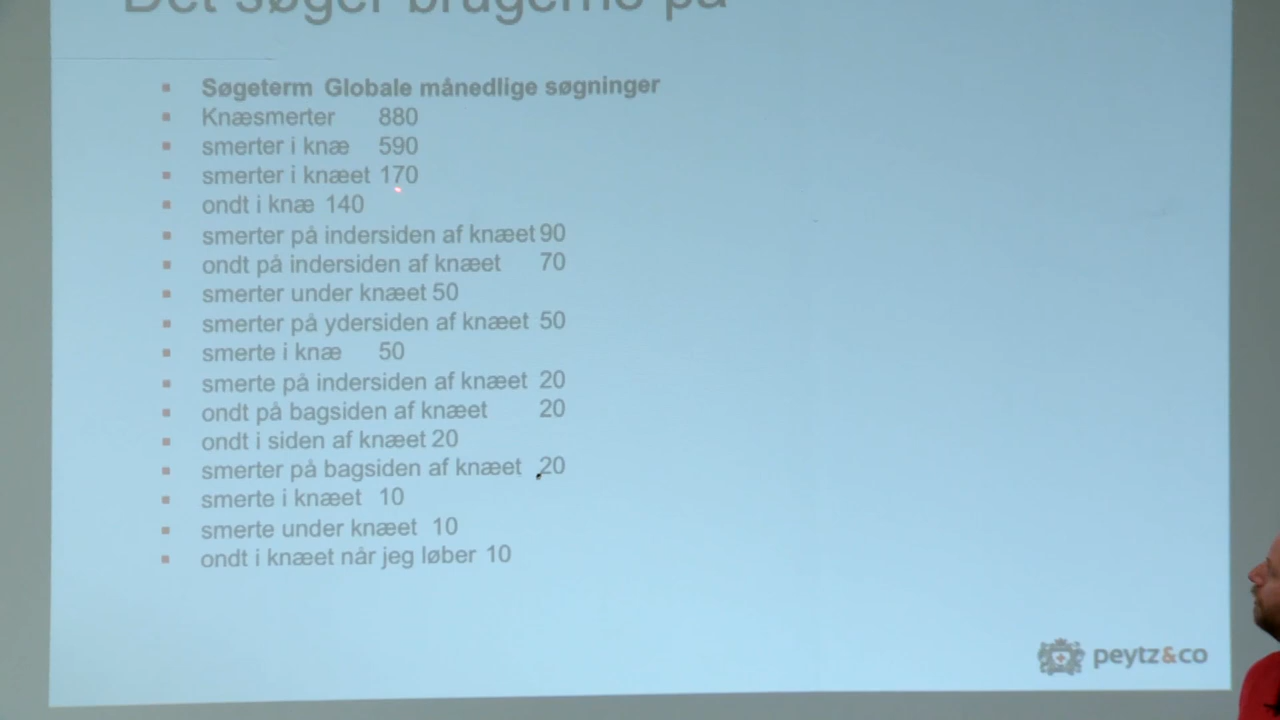 Det søger brugerne på
Søgeterm Globale månedlige søgninger
Knæsmerter 880
smerter i knæ 590
smerter i knæet 170
ondt i knæ 140
smerter på indersiden af knæet 90
ondt på indersiden af knæet 70
smerter under knæet 50
smerter på ydersiden af knæet 50
smerte i knæ 50
smerte på indersiden af knæet 20
ondt på bagsiden af knæet 20
ondt i siden af knæet 20
smerter på bagsiden af knæet 20
smerte i knæet 10
smerte under knæet 10
ondt i knæet når jeg løber 10
peytz&co